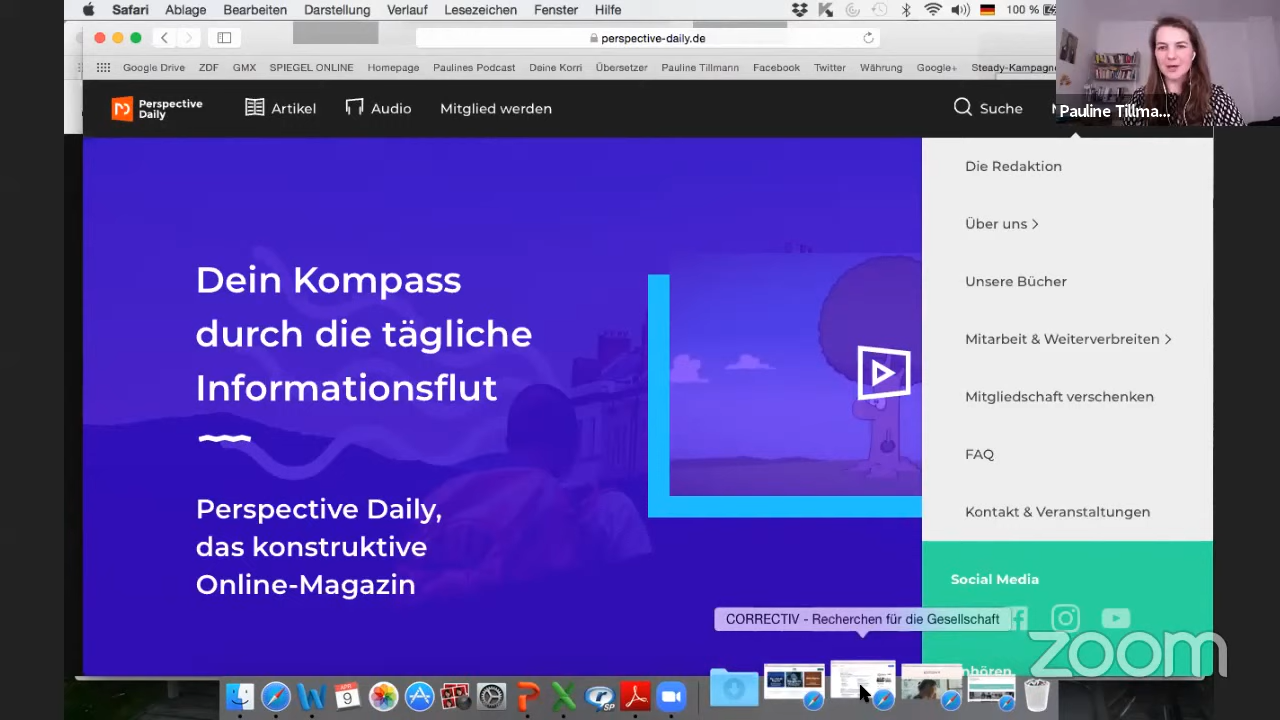 Safari Ablage Bearbeiten Darstellung Verlauf Lesezeichen Fenster Hilfe 100 %
perspective-daily.de
Google Drive ZDF GMX SPIEGEL ONLINE Homepage Paulines Podcast Deine Korri Übersetzer Pauline Tillmann Facebook Twitter Währung Google+ Steady-Kampagne
Pauline Tillma...
Perspective
Daily
Artikel Audio Mitglied werden Suche
Die Redaktion
Über uns >
Unsere Bücher
Mitarbeit & Weiterverbreiten >
Mitgliedschaft verschenken
FAQ
Kontakt & Veranstaltungen
Dein Kompass
durch die tägliche
Informationsflut
Perspective Daily,
das konstruktive
Online-Magazin
Social Media
CORRECTIV - Recherchen für die Gesellschaft
zoom
9
SP